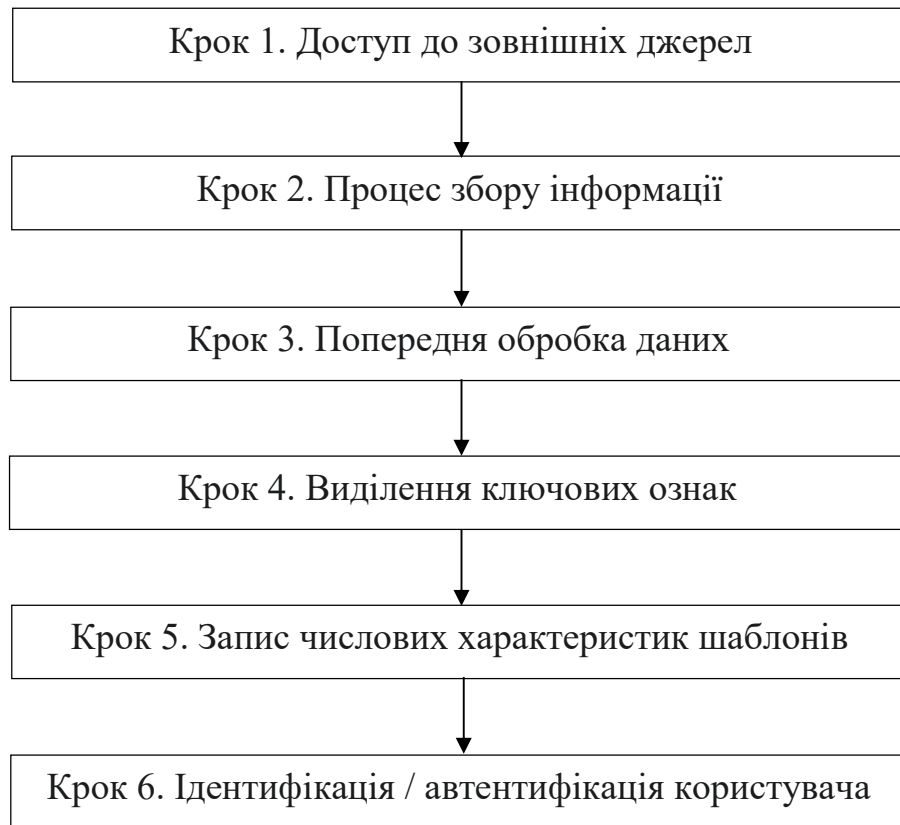 Крок 1. Доступ до зовнішніх джерел
Крок 2. Процес збору інформації
Крок 3. Попередня обробка даних
Крок 4. Виділення ключових ознак
Крок 5. Запис числових характеристик шаблонів
Крок 6. Ідентифікація / автентифікація користувача